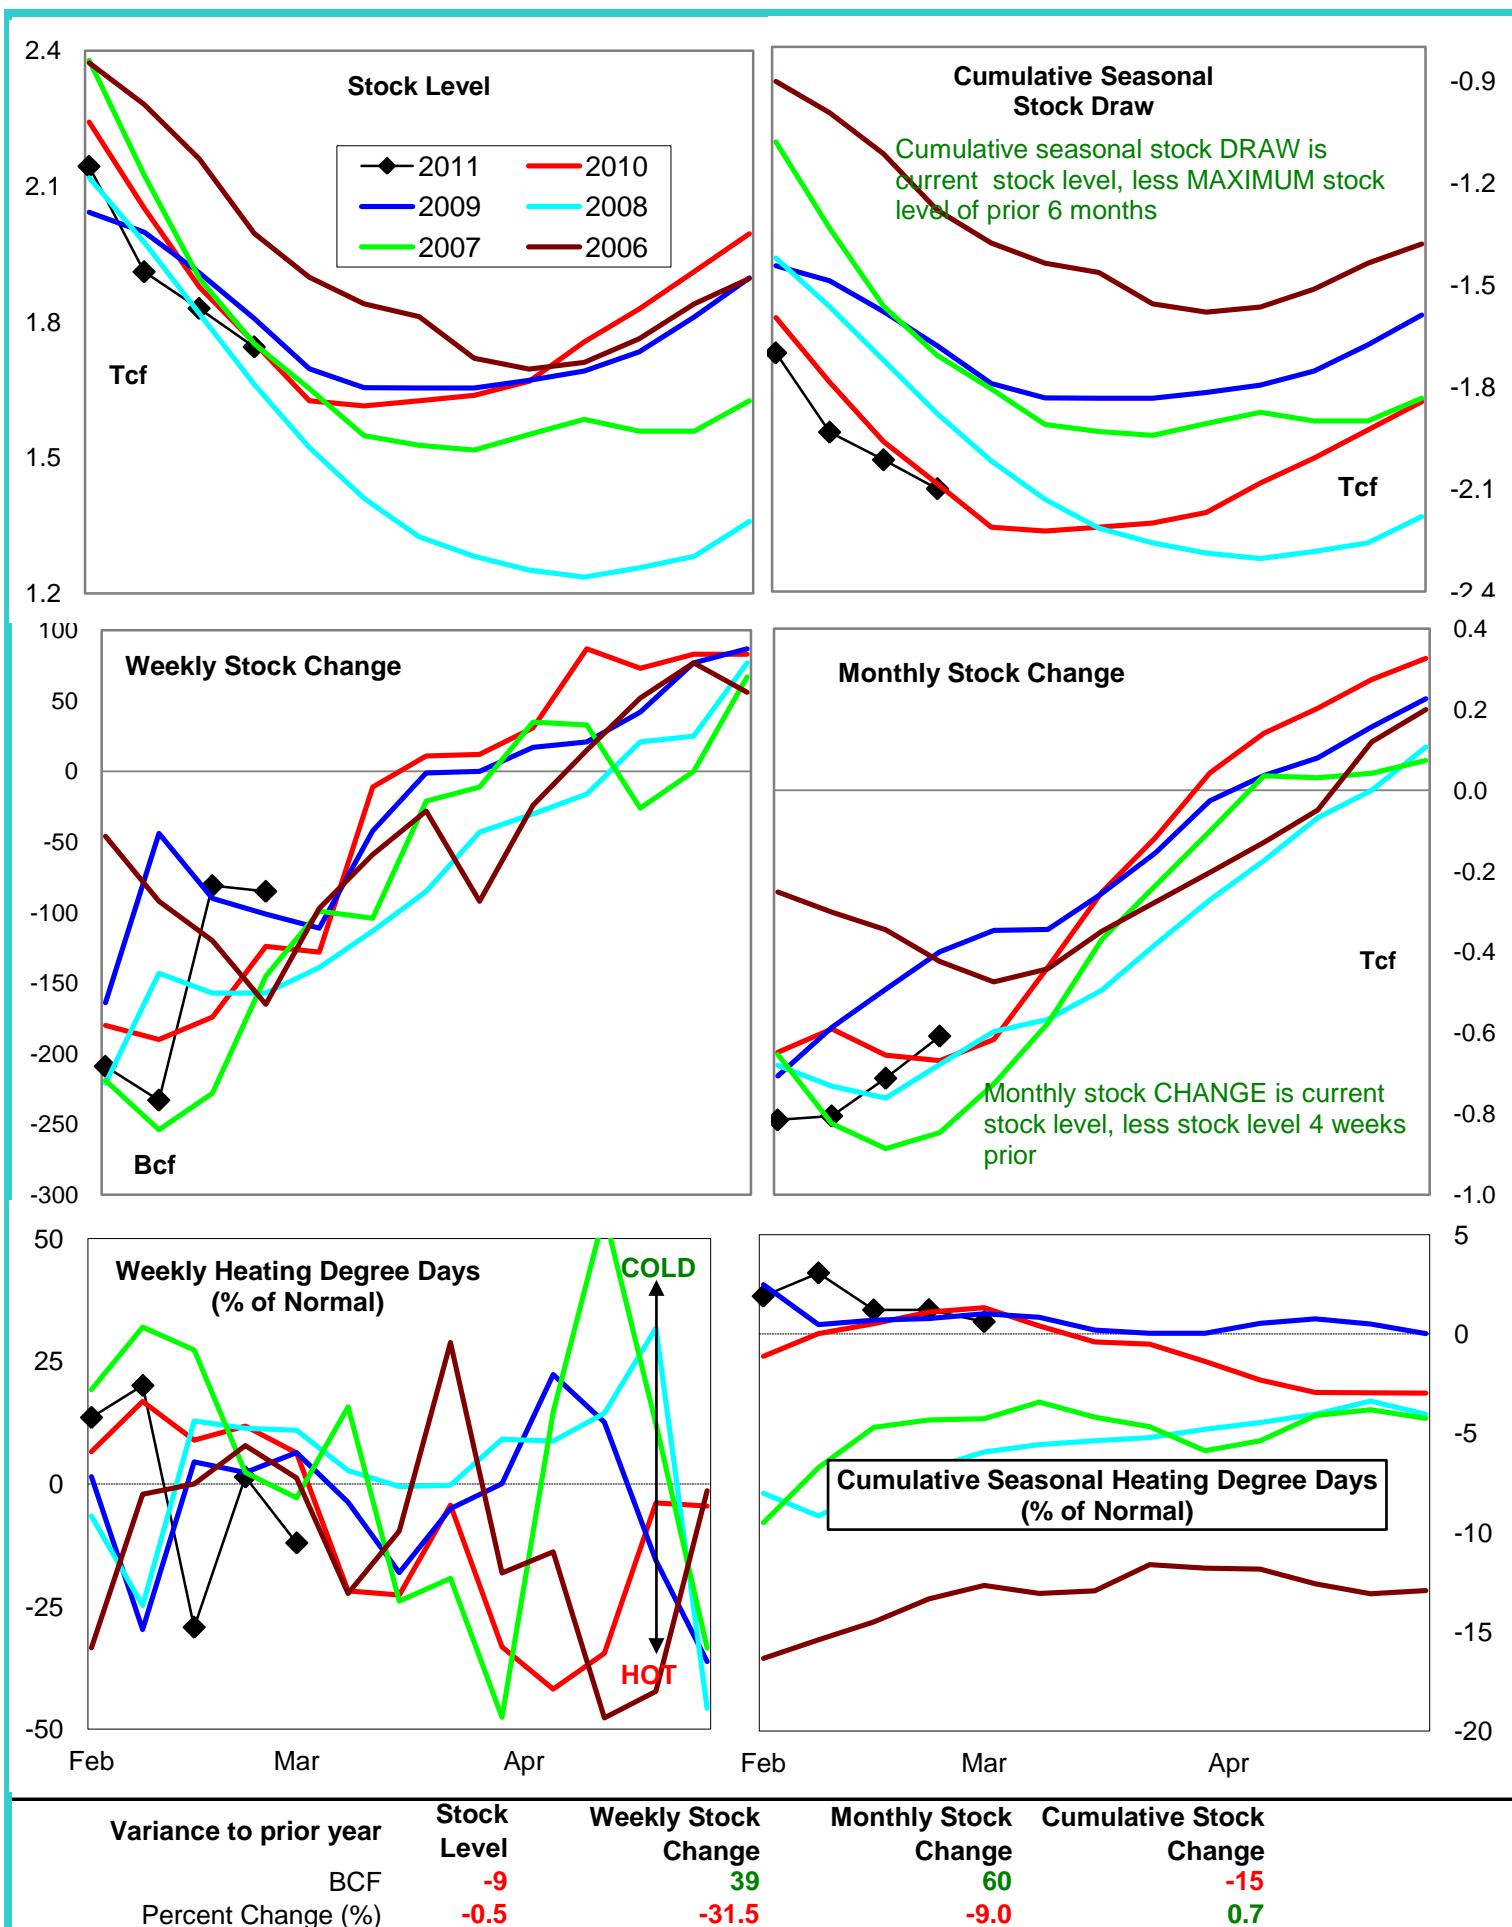 Stock Level
2.4
2.1
1.8
1.5
1.2
Tcf
2011
2010
2009
2008
2007
2006
Cumulative Seasonal
Stock Draw
Cumulative seasonal stock DRAW is
current stock level, less MAXIMUM stock
level of prior 6 months
Tcf
-0.9
-1.2
-1.5
-1.8
-2.1
-2.4
Weekly Stock Change
100
50
0
-50
-100
-150
-200
-250
-300
Bcf
Monthly Stock Change
Tcf
Monthly stock CHANGE is current
stock level, less stock level 4 weeks
prior
0.4
0.2
0.0
-0.2
-0.4
-0.6
-0.8
-1.0
Weekly Heating Degree Days
(% of Normal)
50
25
0
-25
-50
COLD
HOT
Feb
Mar
Apr
Cumulative Seasonal Heating Degree Days
(% of Normal)
5
0
-5
-10
-15
-20
Feb
Mar
Apr
Variance to prior year
Stock
Level
Weekly Stock
Change
Monthly Stock
Change
Cumulative Stock
Change
BCF -9 39 60 -15
Percent Change (%) -0.5 -31.5 -9.0 0.7